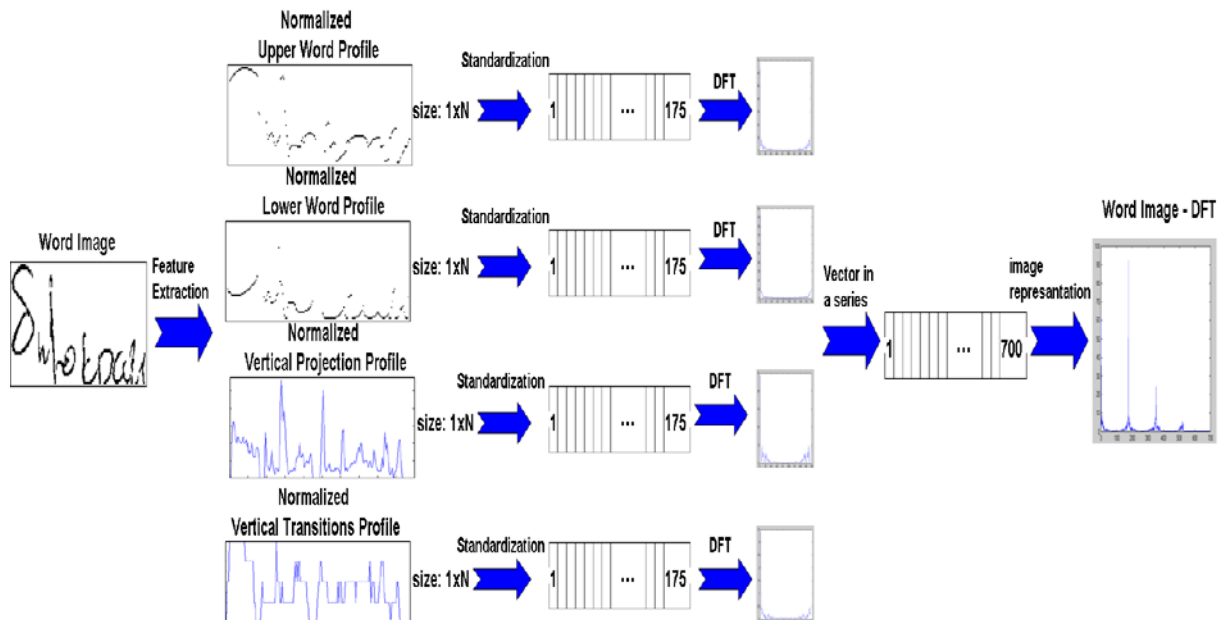 Normalized
Upper Word Profile
size: 1xN
Standardization
1 ... 175
DFT
Normalized
Lower Word Profile
size: 1xN
Standardization
1 ... 175
DFT
Word Image
Feature
Extraction
Normalized
Vertical Projection Profile
size: 1xN
Standardization
1 ... 175
DFT
Normalized
Vertical Transitions Profile
size: 1xN
Standardization
1 ... 175
DFT
Vector in
a series
1 ... 700
image
represantation
Word Image - DFT